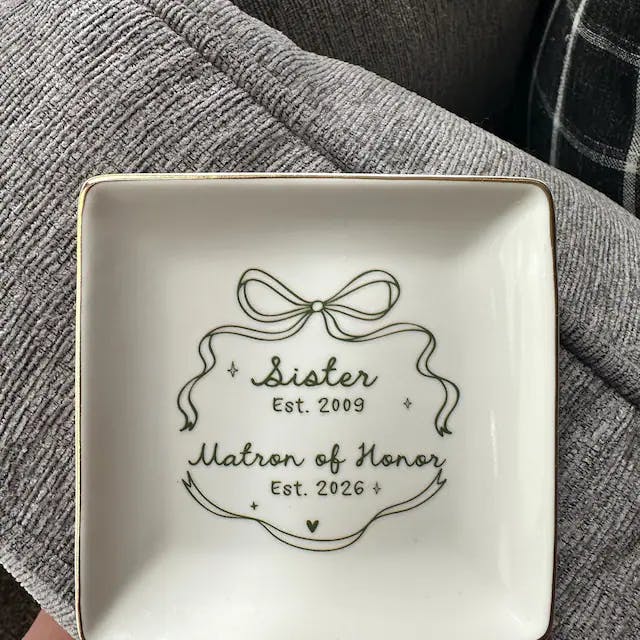 Sister
Est. 2009
Matron of Honor
Est. 2026